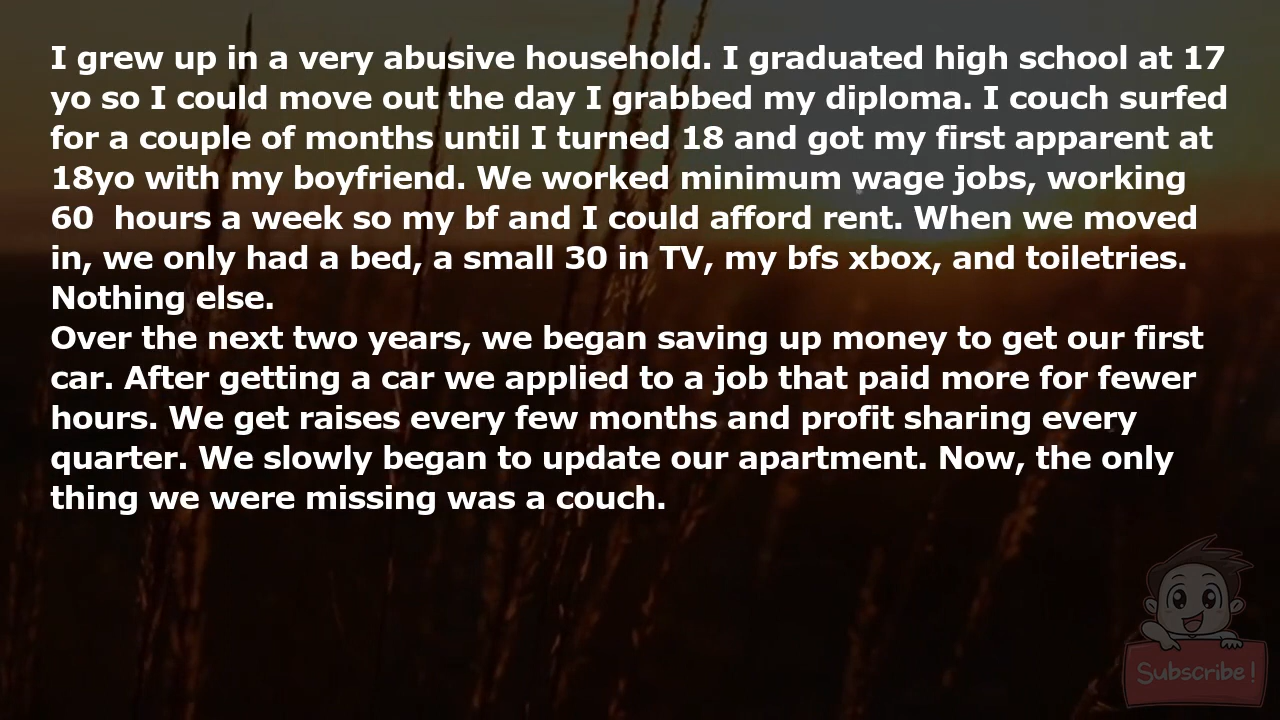 I grew up in a very abusive household. I graduated high school at 17
yo so I could move out the day I grabbed my diploma. I couch surfed
for a couple of months until I turned 18 and got my first apparent at
18yo with my boyfriend. We worked minimum wage jobs, working
60  hours a week so my bf and I could afford rent. When we moved
in, we only had a bed, a small 30 in TV, my bfs xbox, and toiletries.
Nothing else.
Over the next two years, we began saving up money to get our first
car. After getting a car we applied to a job that paid more for fewer
hours. We get raises every few months and profit sharing every
quarter. We slowly began to update our apartment. Now, the only
thing we were missing was a couch.
Subscribe!